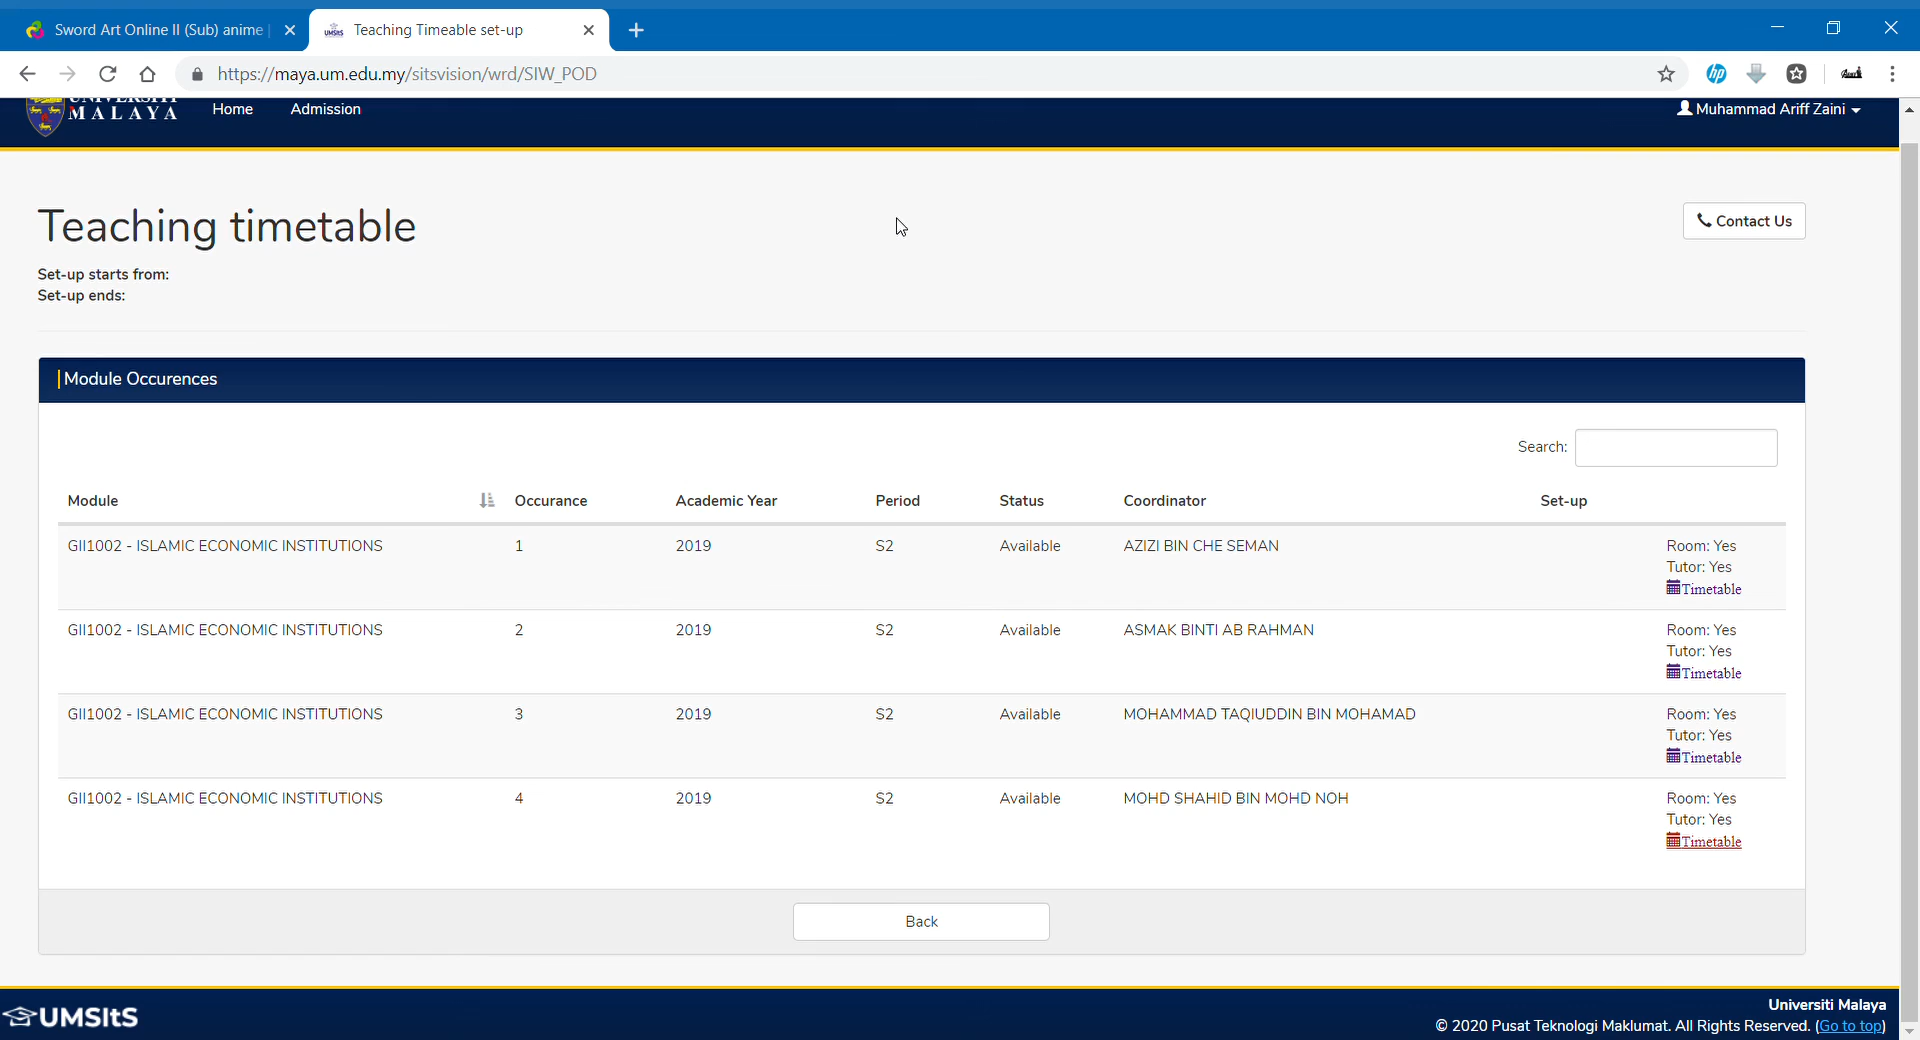 Sword Art Online II (Sub) anime |
Teaching Timeable set-up
https://maya.um.edu.my/sitsvision/wrd/SIW_POD
UNIVERSITI
MALAYA
Home
Admission
Muhammad Ariff Zaini
Teaching timetable
Contact Us
Set-up starts from:
Set-up ends:
Module Occurences
Search:
Module Occurance Academic Year Period Status Coordinator Set-up
GII1002 - ISLAMIC ECONOMIC INSTITUTIONS 1 2019 S2 Available AZIZI BIN CHE SEMAN Room: Yes
Tutor: Yes
Timetable
GII1002 - ISLAMIC ECONOMIC INSTITUTIONS 2 2019 S2 Available ASMAK BINTI AB RAHMAN Room: Yes
Tutor: Yes
Timetable
GII1002 - ISLAMIC ECONOMIC INSTITUTIONS 3 2019 S2 Available MOHAMMAD TAQIUDDIN BIN MOHAMAD Room: Yes
Tutor: Yes
Timetable
GII1002 - ISLAMIC ECONOMIC INSTITUTIONS 4 2019 S2 Available MOHD SHAHID BIN MOHD NOH Room: Yes
Tutor: Yes
Timetable
Back
UMSItS
Universiti Malaya
© 2020 Pusat Teknologi Maklumat. All Rights Reserved. (Go to top)